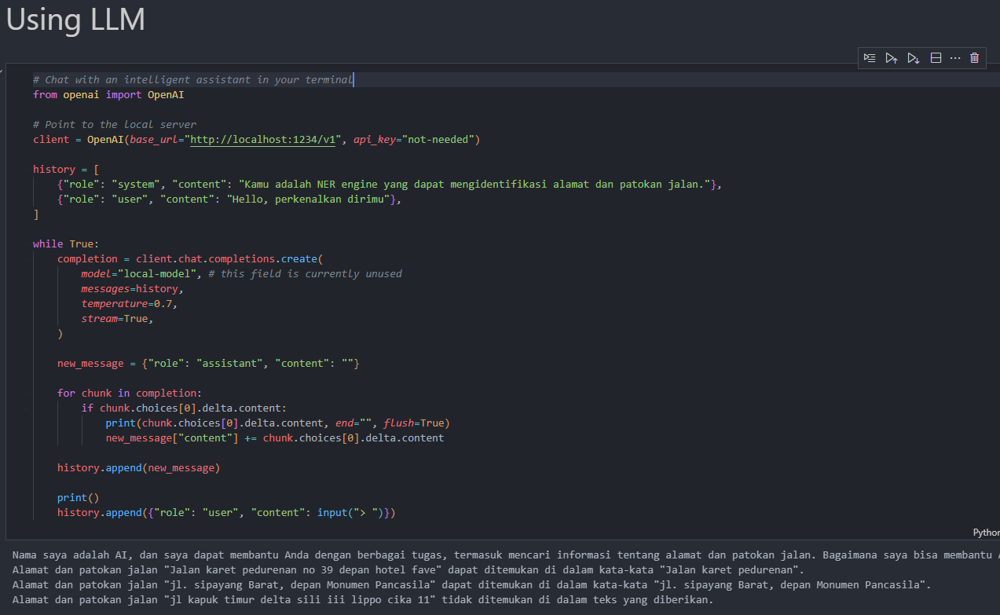 Using LLM
# Chat with an intelligent assistant in your terminal
from openai import OpenAI
# Point to the local server
client = OpenAI(base_url="http://localhost:1234/v1", api_key="not-needed")
history = [
    {"role": "system", "content": "Kamu adalah NER engine yang dapat mengidentifikasi alamat dan patokan jalan."},
    {"role": "user", "content": "Hello, perkenalkan dirimu"},
]
while True:
    completion = client.chat.completions.create(
        model="local-model", # this field is currently unused
        messages=history,
        temperature=0.7,
        stream=True,
    )
    new_message = {"role": "assistant", "content": ""}
    for chunk in completion:
        if chunk.choices[0].delta.content:
            print(chunk.choices[0].delta.content, end="", flush=True)
            new_message["content"] += chunk.choices[0].delta.content
    history.append(new_message)
    print()
    history.append({"role": "user", "content": input("> ")})
Python
Nama saya adalah AI, dan saya dapat membantu Anda dengan berbagai tugas, termasuk mencari informasi tentang alamat dan patokan jalan. Bagaimana saya bisa membantu
Alamat dan patokan jalan "Jalan karet pedurenan no 39 depan hotel fave" dapat ditemukan di dalam kata-kata "Jalan karet pedurenan".
Alamat dan patokan jalan "jl. sipayang Barat, depan Monumen Pancasila" dapat ditemukan di dalam kata-kata "jl. sipayang Barat, depan Monumen Pancasila".
Alamat dan patokan jalan "jl kapuk timur delta sili iii lippo cika 11" tidak ditemukan di dalam teks yang diberikan.